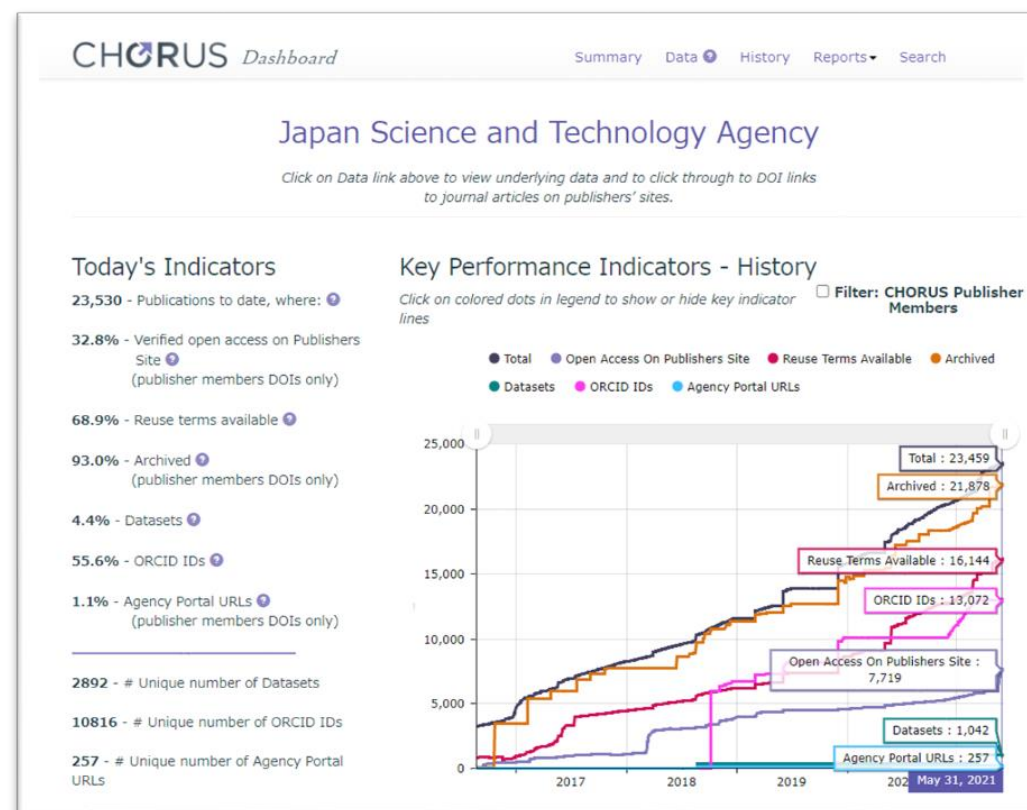 CHORUS Dashboard
Summary Data ? History Reports Search
Japan Science and Technology Agency
Click on Data link above to view underlying data and to click through to DOI links
to journal articles on publishers' sites.
Today's Indicators
23,530 - Publications to date, where: ?
32.8% - Verified open access on Publishers
Site ?
(publisher members DOIs only)
68.9% - Reuse terms available ?
93.0% - Archived ?
(publisher members DOIs only)
4.4% - Datasets ?
55.6% - ORCID IDs ?
1.1% - Agency Portal URLs ?
(publisher members DOIs only)
2892 - # Unique number of Datasets
10816 - # Unique number of ORCID IDs
257 - # Unique number of Agency Portal
URLs
Key Performance Indicators - History
Click on colored dots in legend to show or hide key indicator
lines
Filter: CHORUS Publisher
Members
Total Open Access On Publishers Site Reuse Terms Available Archived
Datasets ORCID IDs Agency Portal URLs
25,000
20,000
15,000
10,000
5,000
0
Total : 23,459
Archived : 21,878
Reuse Terms Available : 16,144
ORCID IDs : 13,072
Open Access On Publishers Site :
7,719
Datasets : 1,042
Agency Portal URLs : 257
2017 2018 2019 202 May 31, 2021